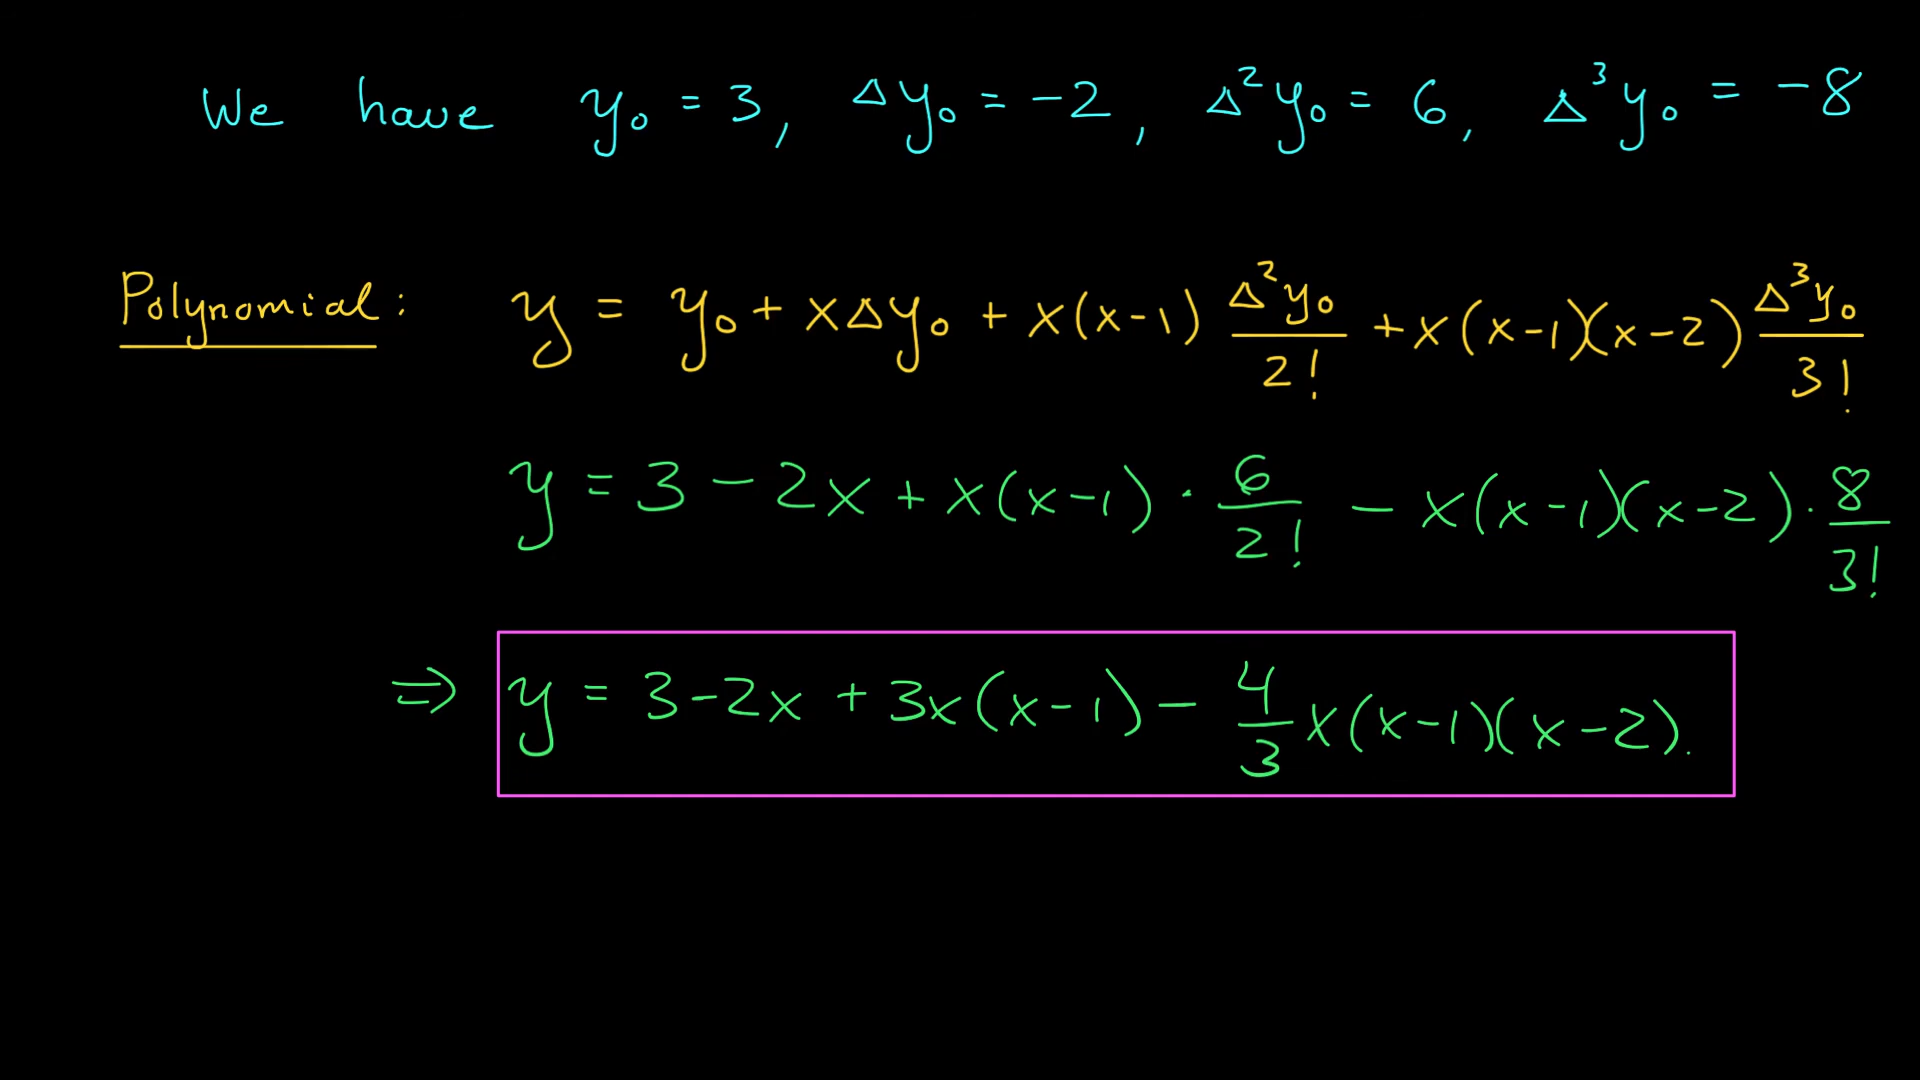 We have y₀ = 3, Δy₀ = -2, Δ²y₀ = 6, Δ³y₀ = -8
Polynomial: y = y₀ + xΔy₀ + x(x-1) Δ²y₀/2! + x(x-1)(x-2) Δ³y₀/3!
y = 3 - 2x + x(x-1) · 6/2! - x(x-1)(x-2) · 8/3!
⇒ y = 3-2x + 3x(x-1) - 4/3 x(x-1)(x-2).